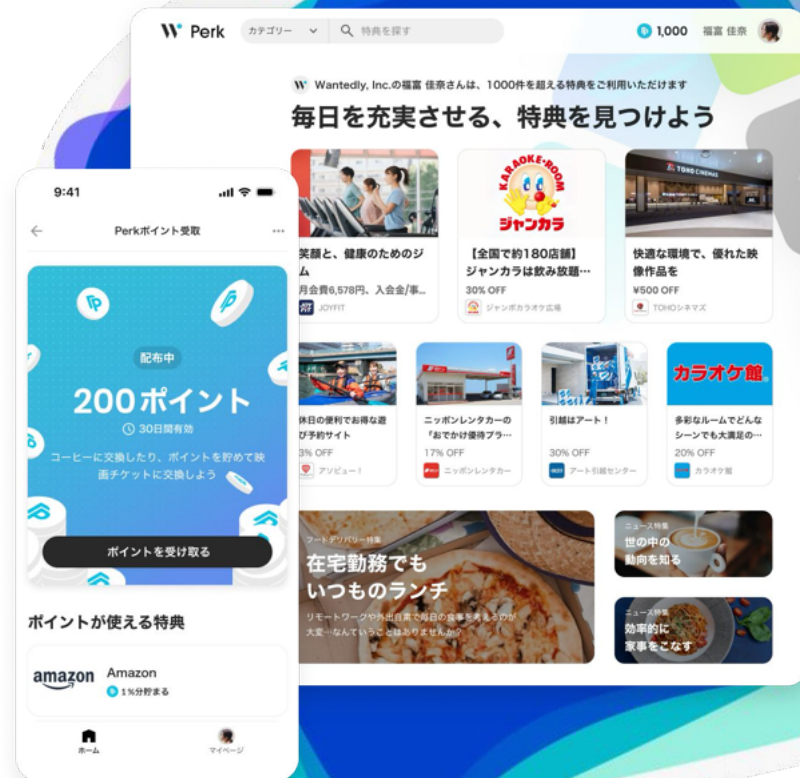 Perk
カテゴリー
特典を探す
1,000
福富 佳奈
Wantedly, Inc.の福富 佳奈さんは、1000件を超える特典をご利用いただけます
毎日を充実させる、特典を見つけよう
笑顔と、健康のためのジ
ム
月会費6,578円、入会金/事...
JOY
FIT
JOYFIT
KARAOKE・ROOM
ジャンカラ
【全国で約180店舗】
ジャンカラは飲み放題…
30% OFF
ジャンボカラオケ広場
TOHO CINEMAS
快適な環境で、優れた映
像作品を
¥500 OFF
TOHOシネマズ
休日の便利でお得な遊
び予約サイト
3% OFF
アソビュー！
ニッポンレンタカーの
「おでかけ優待プラ…
17% OFF
ニッポンレンタカー
引越はアート！
30% OFF
アート引越センター
カラオケ館
多彩なルームでどんな
シーンでも大満足の…
20% OFF
カラオケ館
フードデリバリー特集
在宅勤務でも
いつものランチ
リモートワークや外出自粛で毎日の食事を考えるのが
大変…なんていうことはありませんか？
ニュース特集
世の中の
動向を知る
ニュース特集
効率的に
家事をこなす
9:41
Perkポイント受取
配布中
200ポイント
30日間有効
コーヒーに交換したり、ポイントを貯めて映
画チケットに交換しよう
ポイントを受け取る
ポイントが使える特典
amazon
Amazon
1%分貯まる
ホーム
マイページ